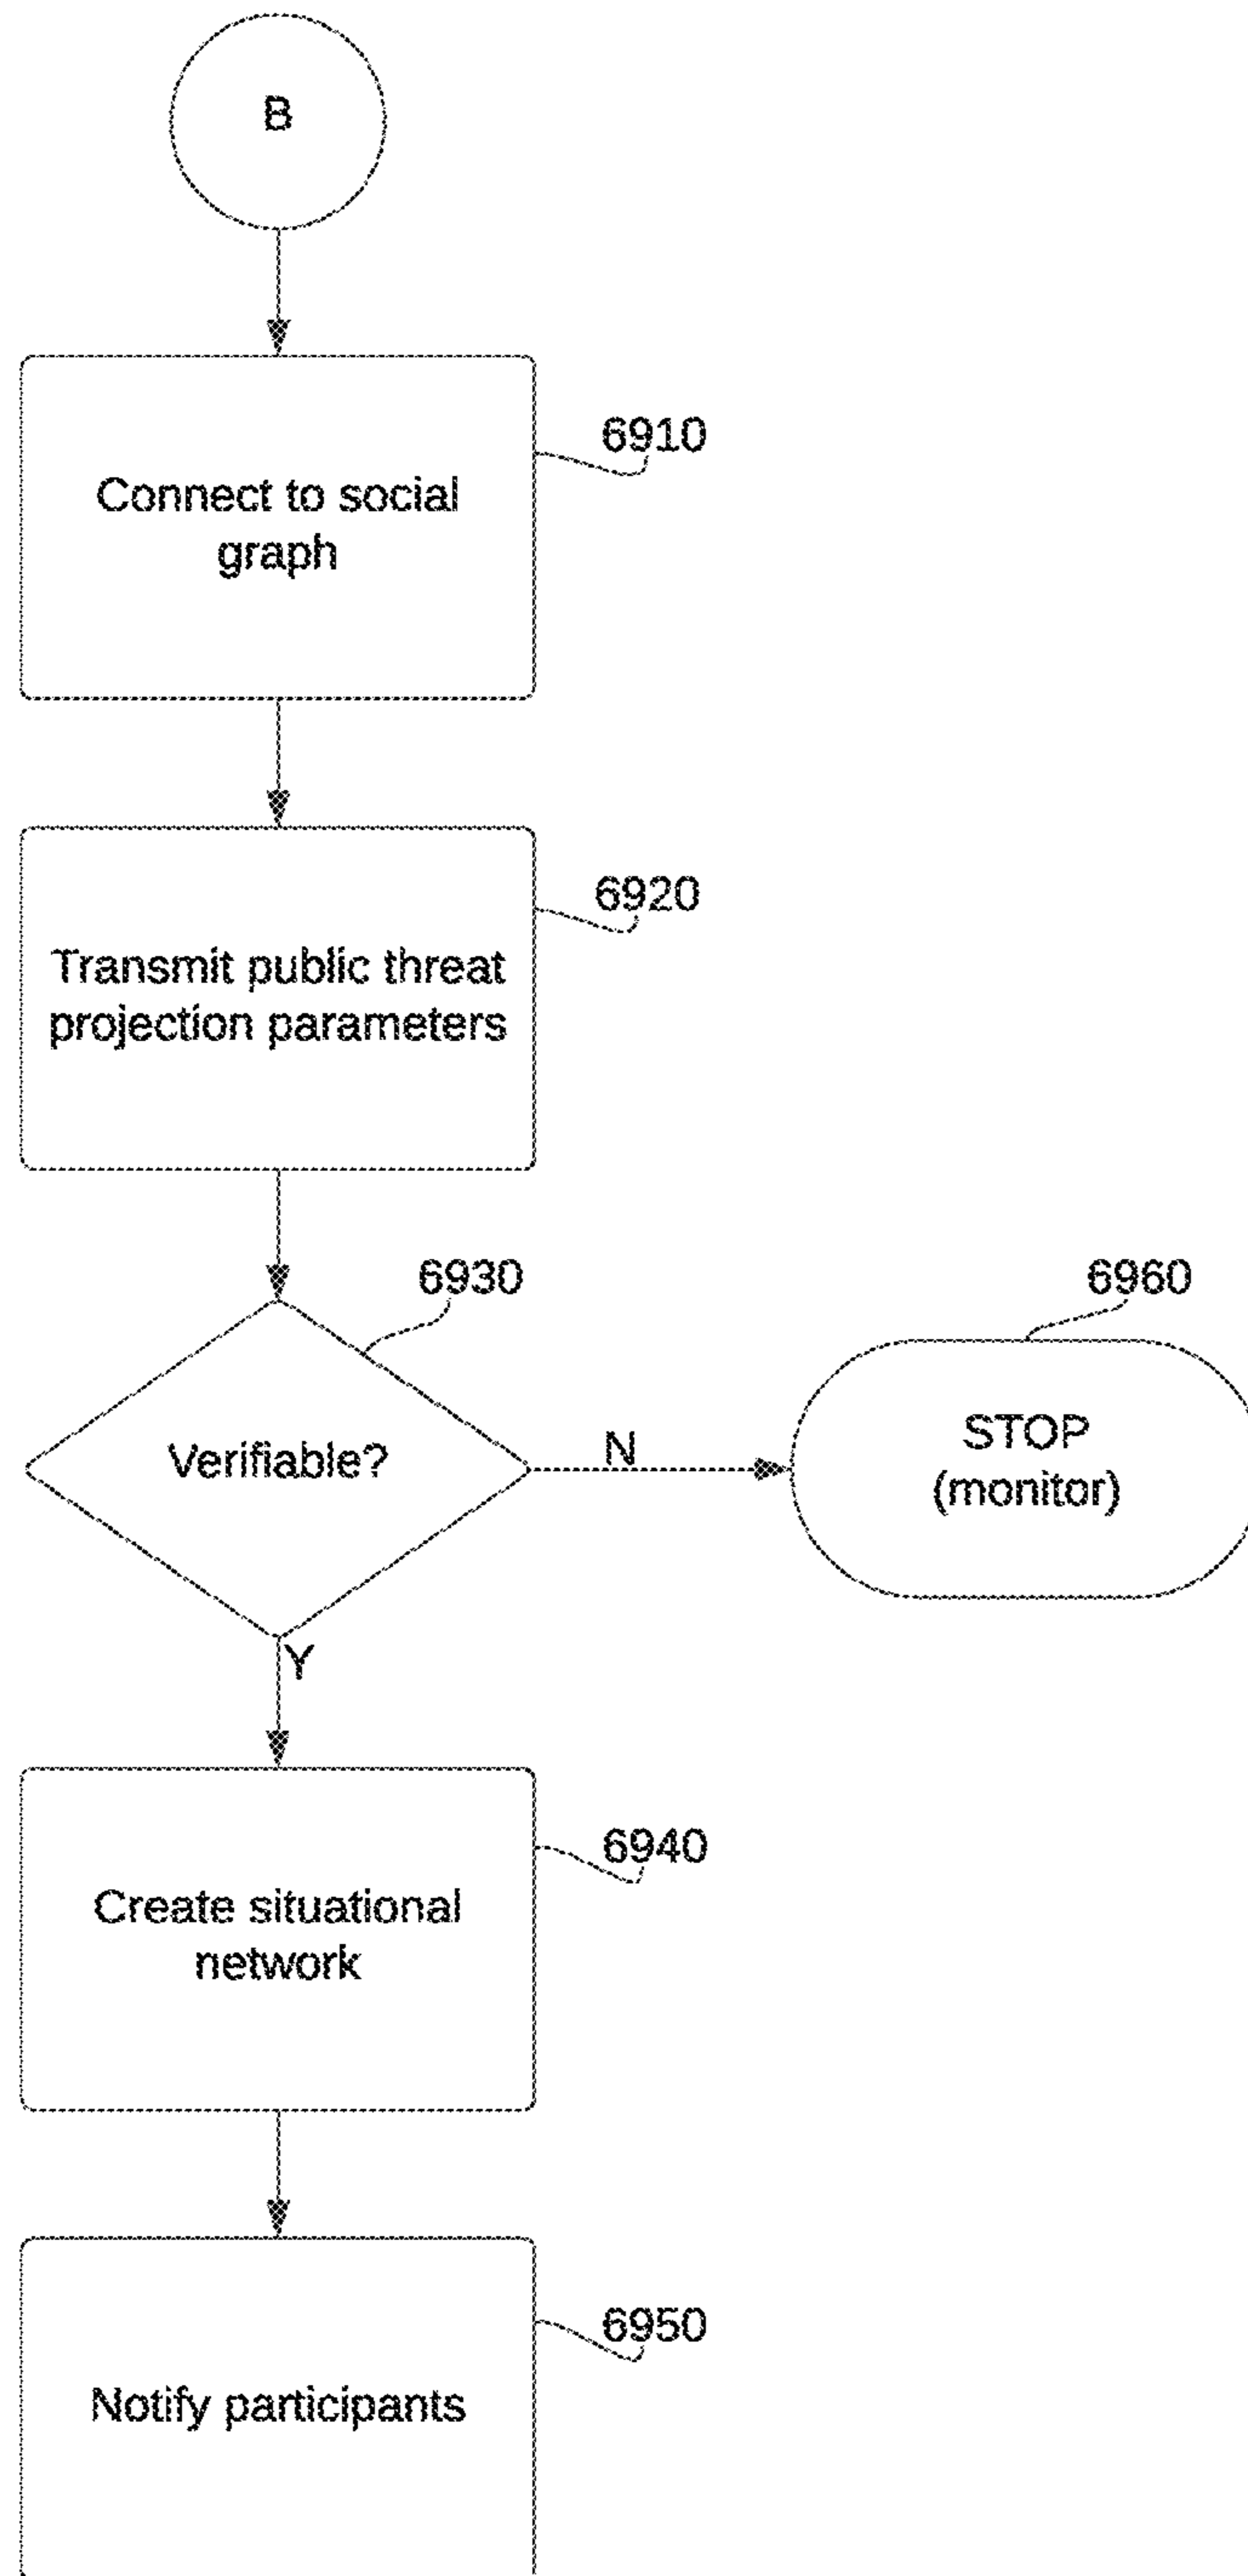 B
6910
Connect to social
graph
6920
Transmit public threat
projection parameters
6930
6960
Verifiable?
N
STOP
(monitor)
Y
6940
Create situational
network
6950
Notify participants